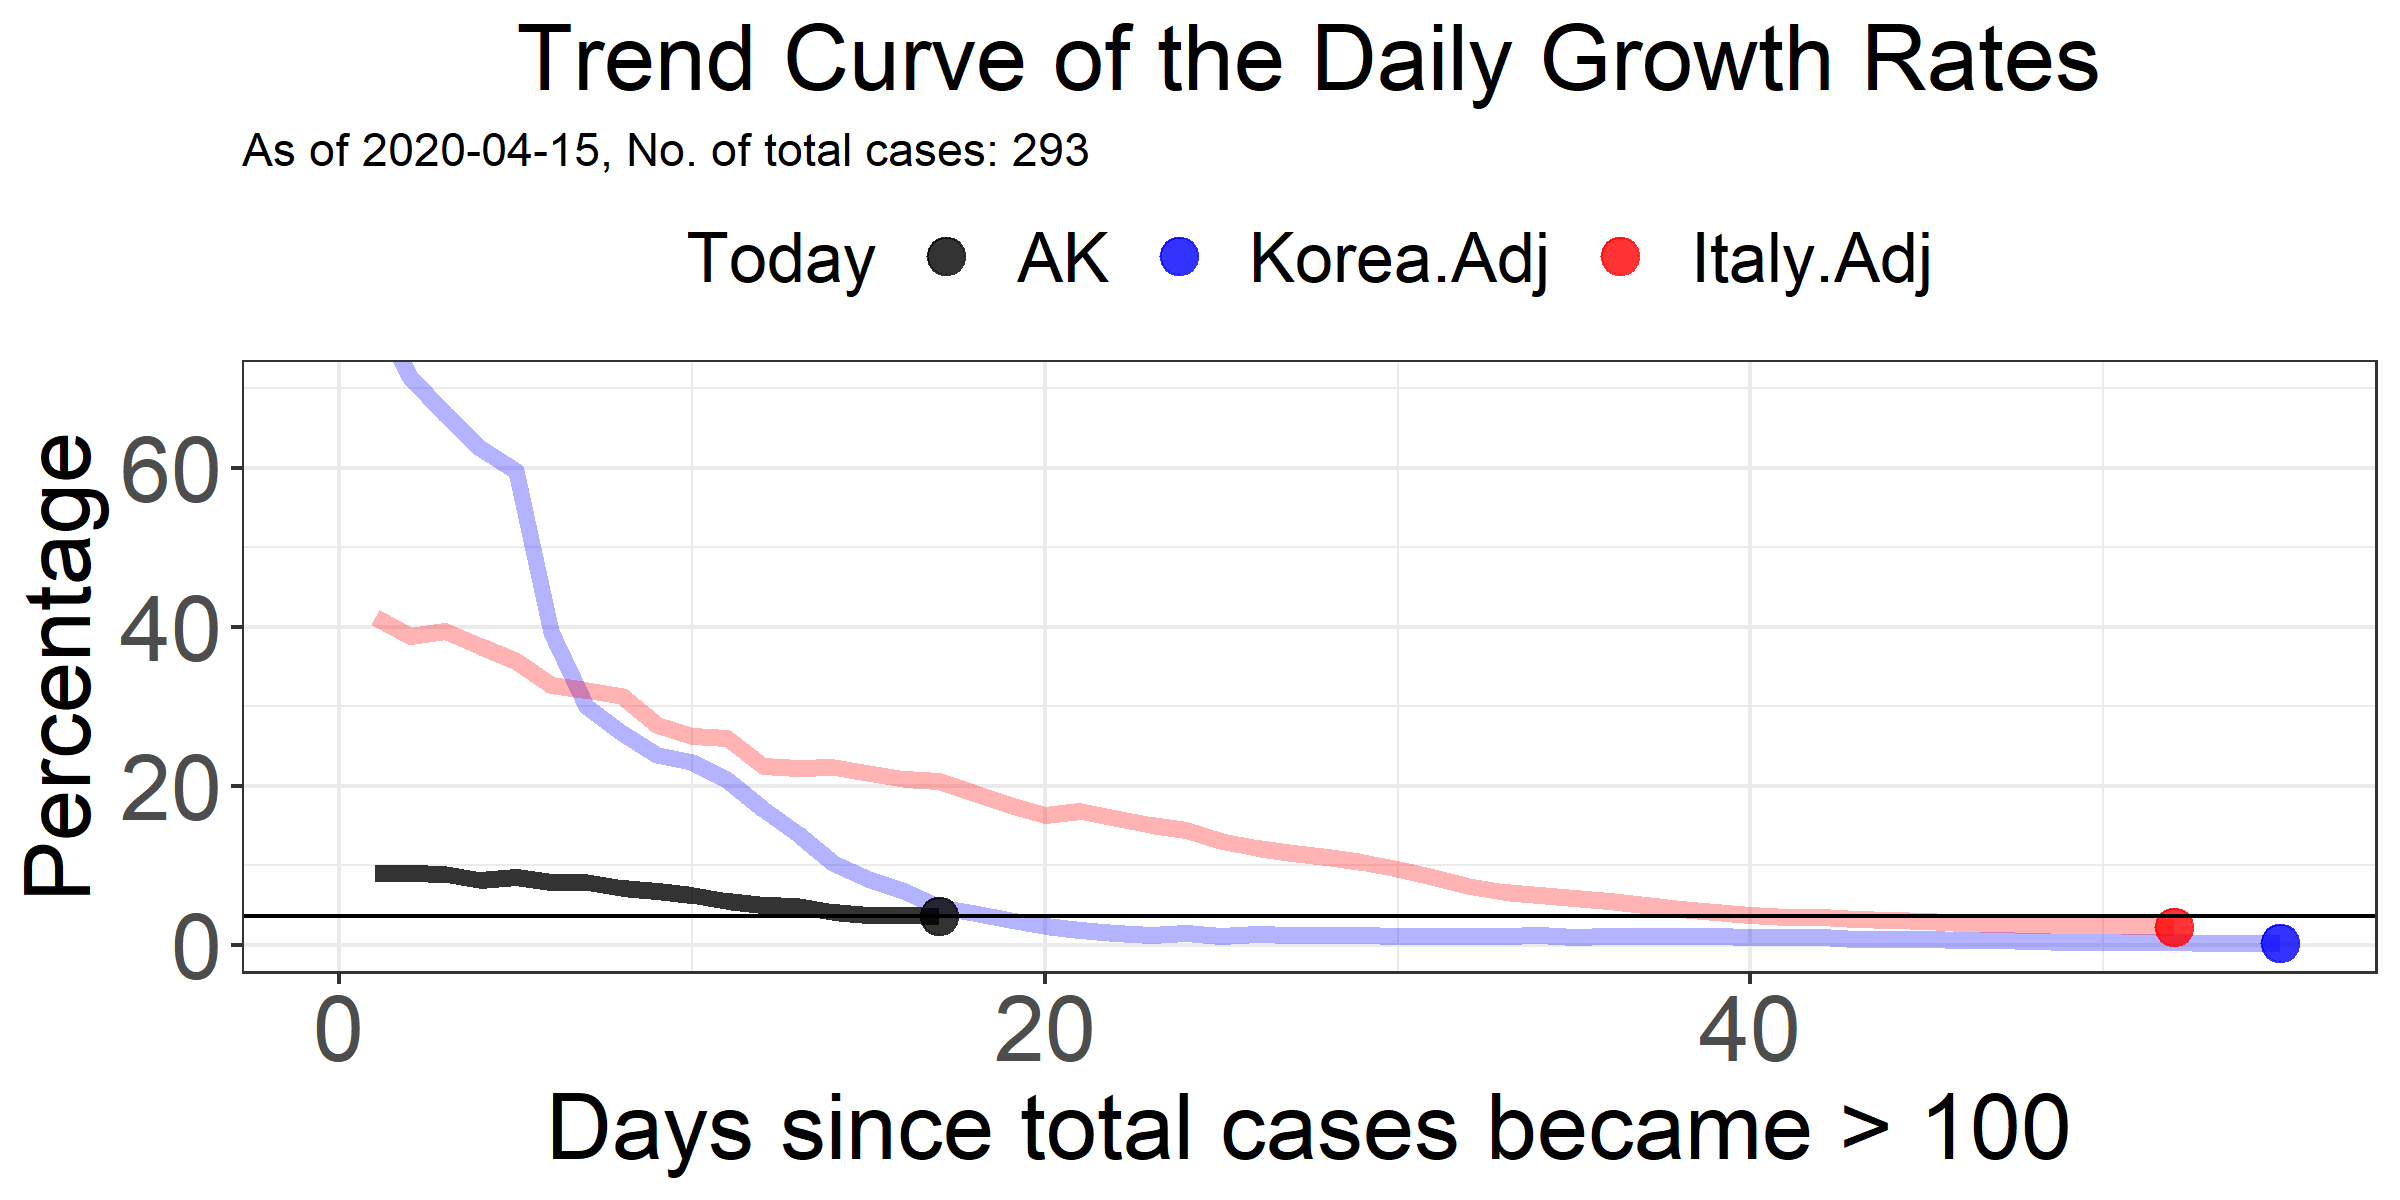 Trend Curve of the Daily Growth Rates
As of 2020-04-15, No. of total cases: 293
Today AK Korea.Adj Italy.Adj
Percentage
60
40
20
0
0 20 40
Days since total cases became > 100